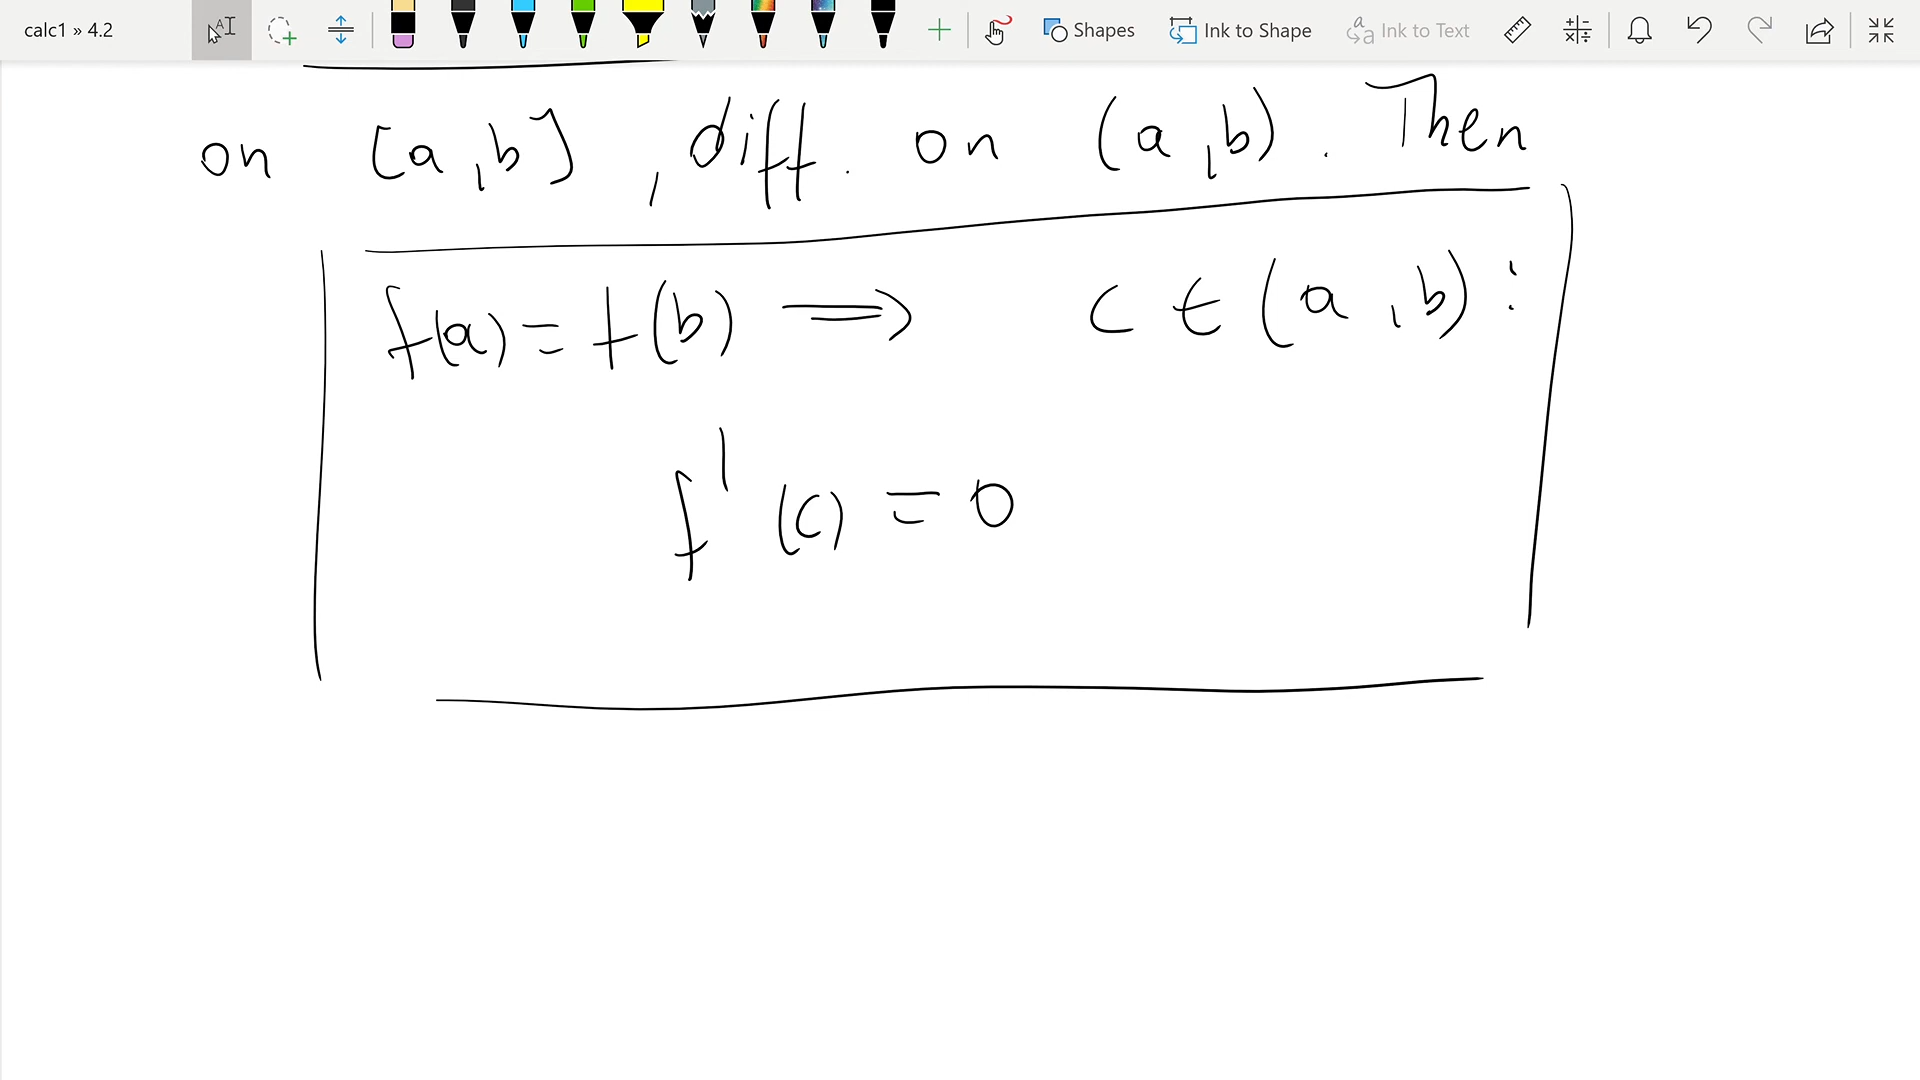 calc1 » 4.2 Shapes Ink to Shape Ink to Text
on [a,b], diff. on (a,b). Then
f(a) = f(b) ⟹ c ∈ (a,b):
f'(c) = 0